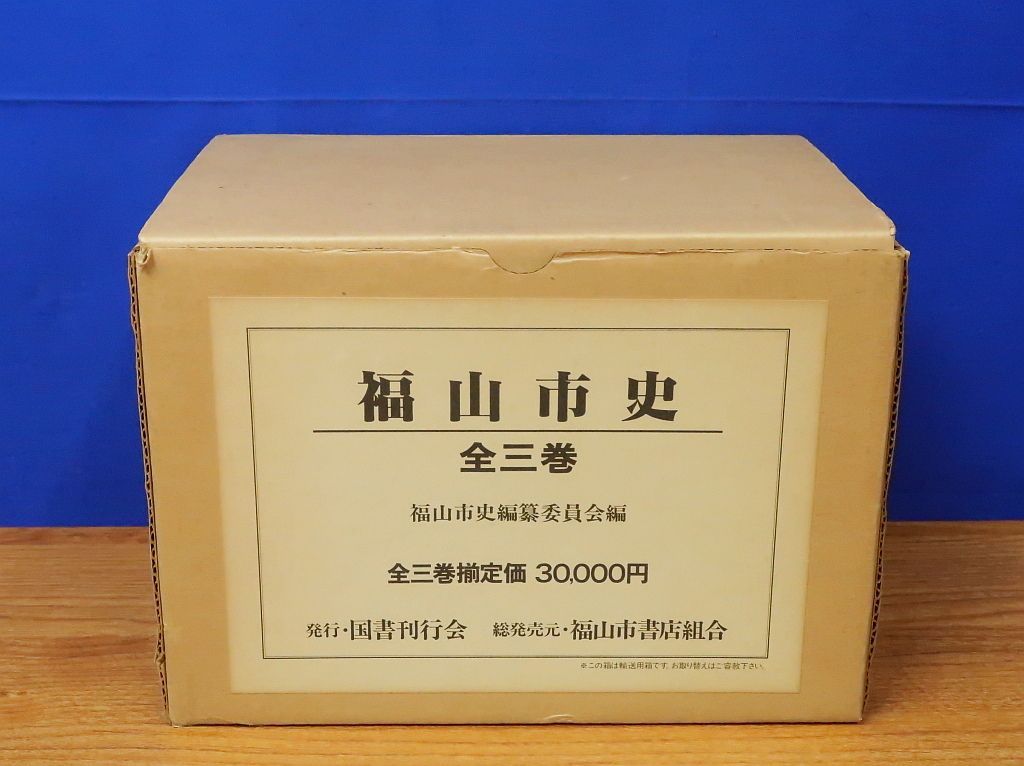 福山市史
全三巻
福山市史編纂委員会編
全三巻揃定価 30,000円
発行・国書刊行会 総発売元・福山市書店組合
※この箱は輸送用箱です。お取り替えはご容赦下さい。